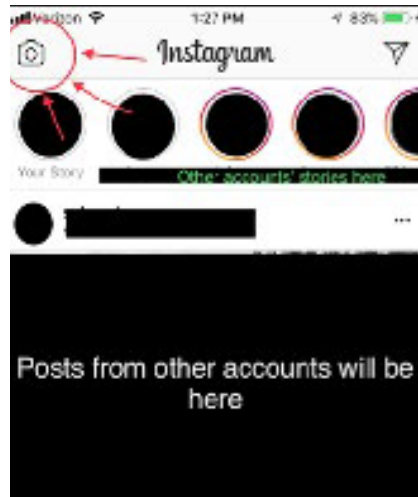 Verizon 1:27 PM 83%
Instagram
Your Story
Other accounts' stories here
Posts from other accounts will be
here